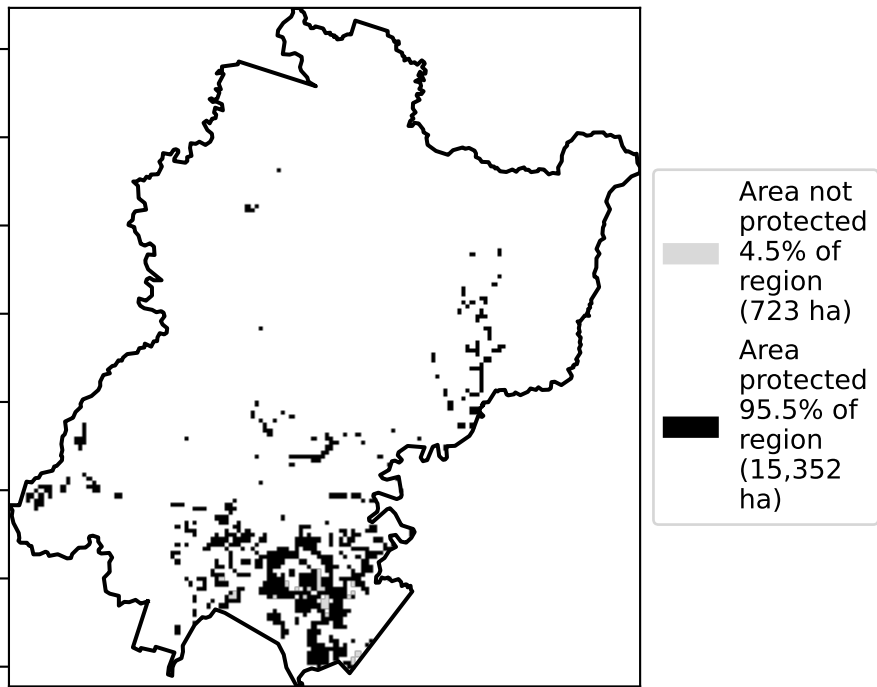 Area not
protected
4.5% of
region
(723 ha)
Area
protected
95.5% of
region
(15,352
ha)